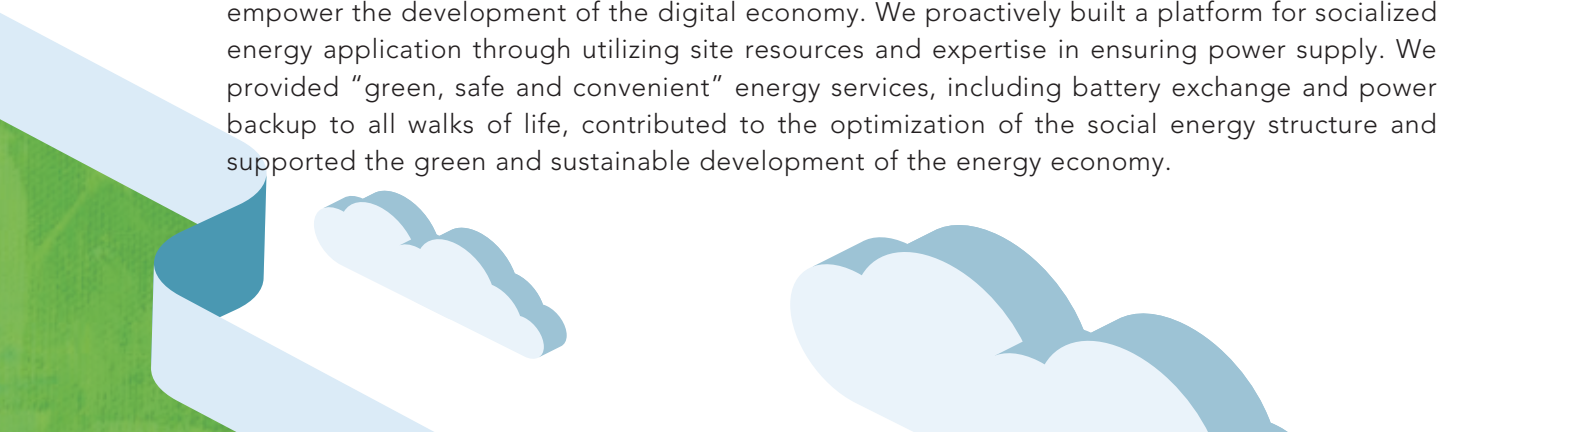 empower the development of the digital economy. We proactively built a platform for socialized
energy application through utilizing site resources and expertise in ensuring power supply. We
provided “green, safe and convenient” energy services, including battery exchange and power
backup to all walks of life, contributed to the optimization of the social energy structure and
supported the green and sustainable development of the energy economy.